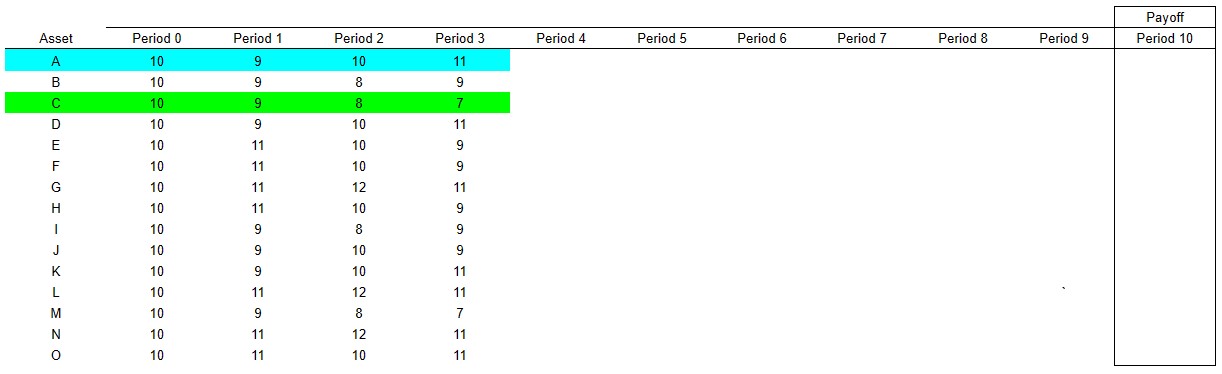 Payoff
Asset Period 0 Period 1 Period 2 Period 3 Period 4 Period 5 Period 6 Period 7 Period 8 Period 9 Period 10
A 10 9 10 11
B 10 9 8 9
C 10 9 8 7
D 10 9 10 11
E 10 11 10 9
F 10 11 10 9
G 10 11 12 11
H 10 11 10 9
I 10 9 8 9
J 10 9 10 9
K 10 9 10 11
L 10 11 12 11 `
M 10 9 8 7
N 10 11 12 11
O 10 11 10 11